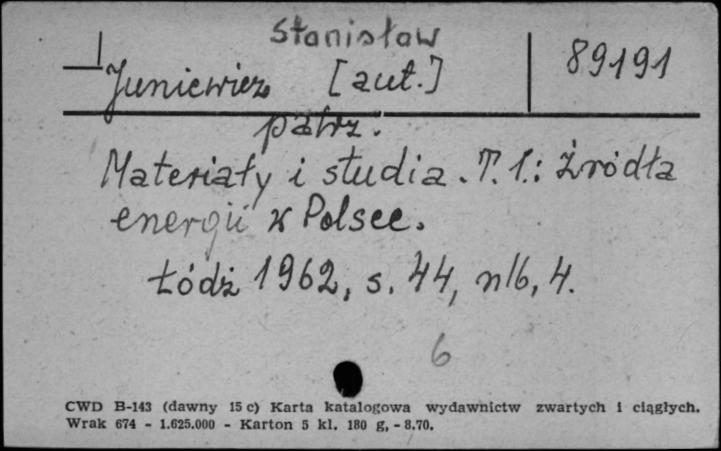 Stanisław
Juniewicz [aut.] 89191
patrz.
Materiały i studia. T. 1.: Źródła
energii w Polsce.
Łódź 1962, s. 44, nlb. 4.
6
CWD B-143 (dawny 15 c) Karta katalogowa wydawnictw zwartych i ciągłych.
Wrak 674 - 1.625.000 - Karton 5 kl. 180 g, - 8.70.